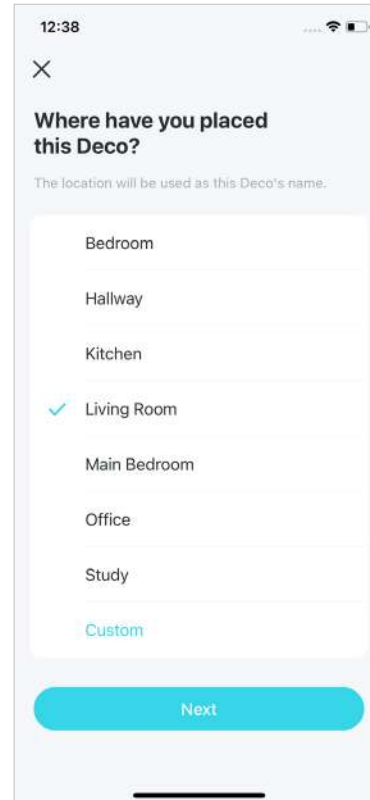 12:38
Where have you placed
this Deco?
The location will be used as this Deco's name.
Bedroom
Hallway
Kitchen
Living Room
Main Bedroom
Office
Study
Custom
Next